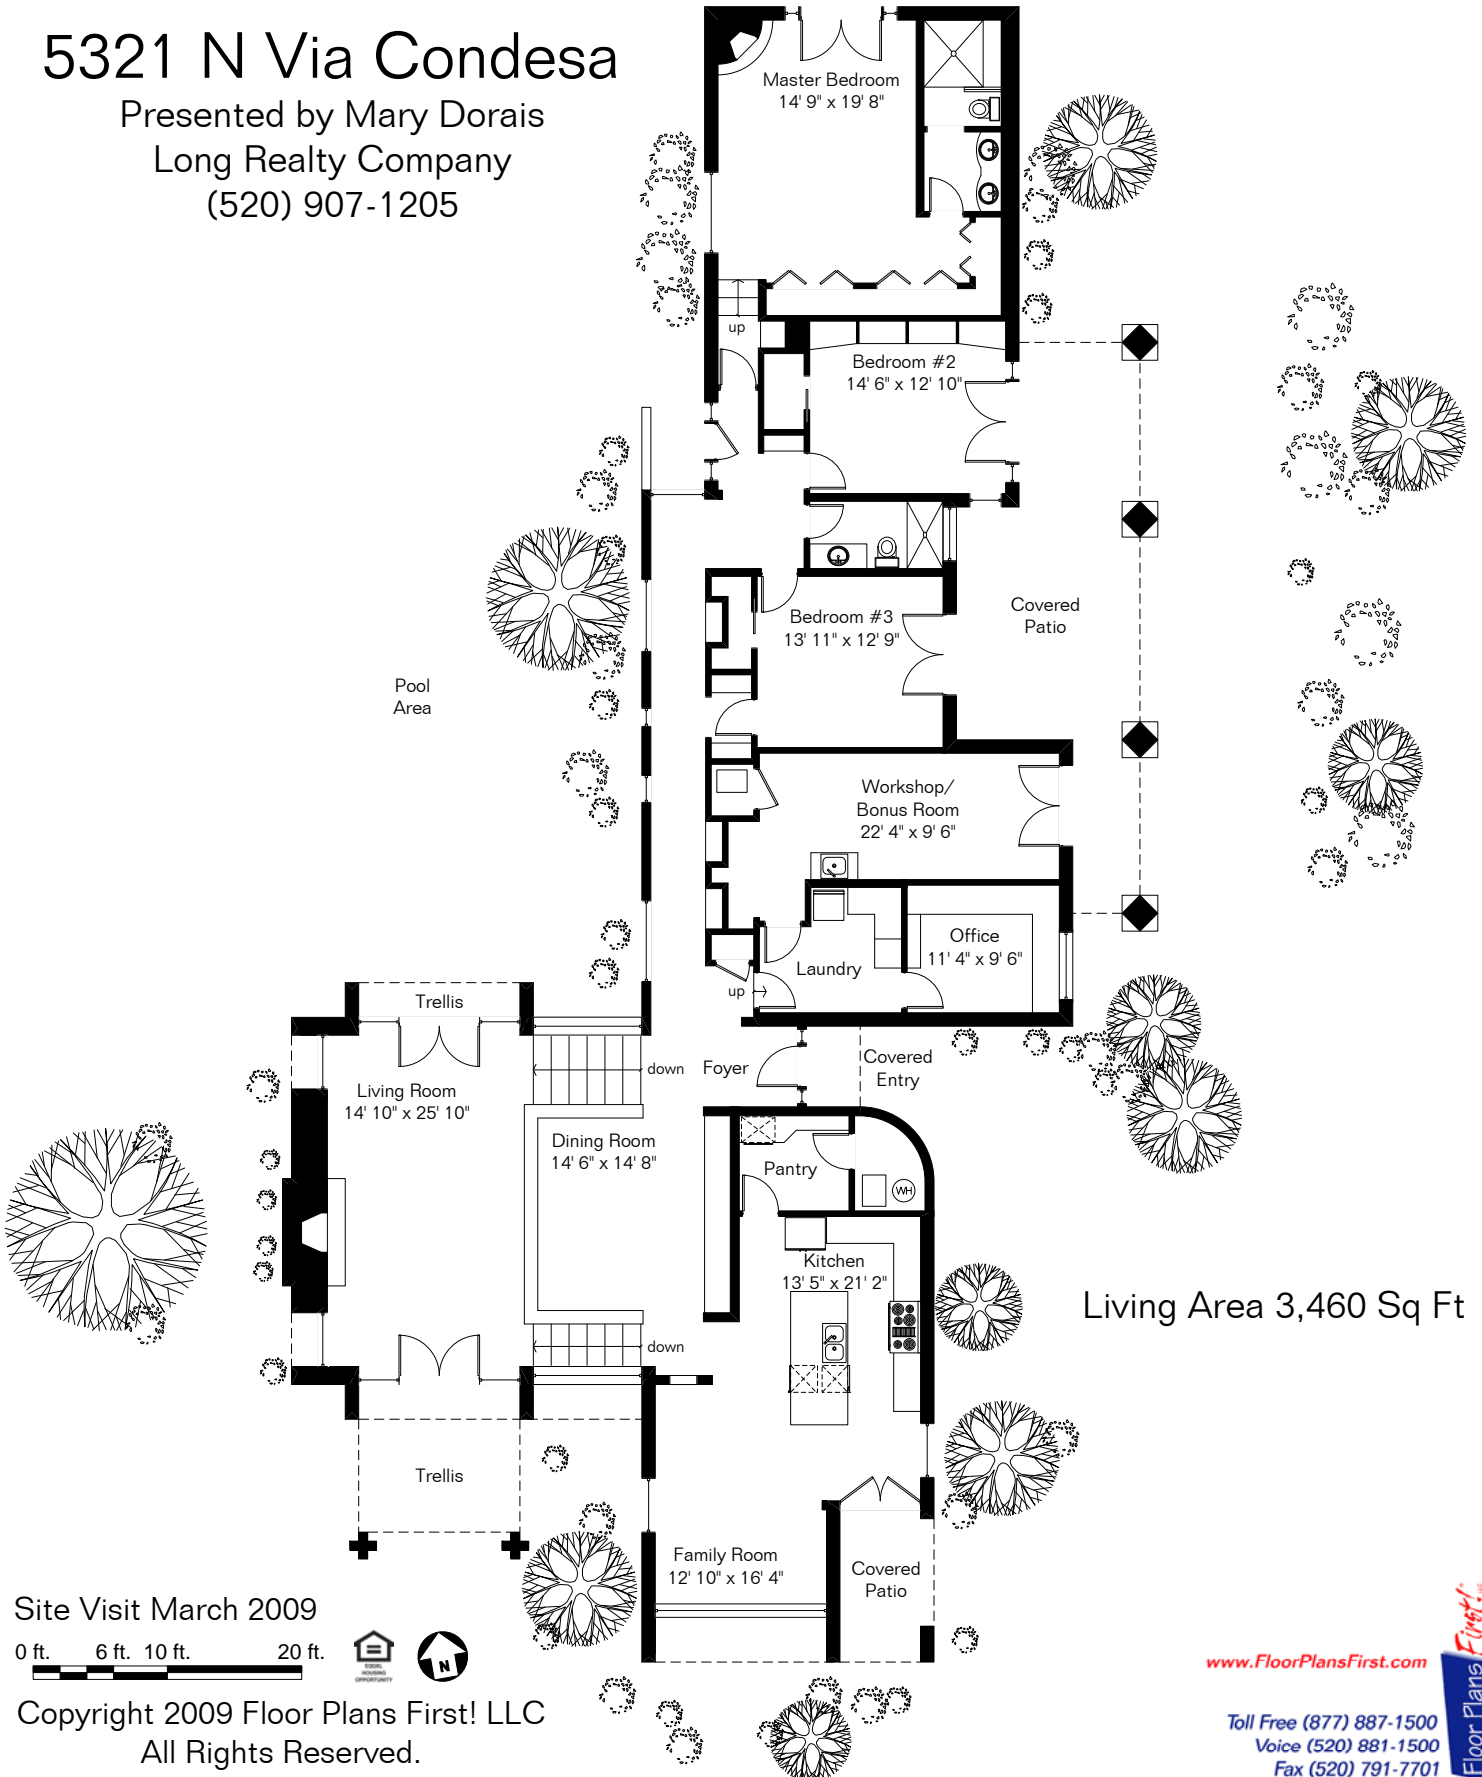 5321 N Via Condesa
Presented by Mary Dorais
Long Realty Company
(520) 907-1205
Master Bedroom
14' 9" x 19' 8"
up
Bedroom #2
14' 6" x 12' 10"
Covered
Patio
Bedroom #3
13' 11" x 12' 9"
Pool
Area
Workshop/
Bonus Room
22' 4" x 9' 6"
Office
11' 4" x 9' 6"
Laundry
up
Trellis
Foyer
Covered
Entry
down
Living Room
14' 10" x 25' 10"
Dining Room
14' 6" x 14' 8"
Pantry
WH
Kitchen
13' 5" x 21' 2"
Living Area 3,460 Sq Ft
down
Trellis
Family Room
12' 10" x 16' 4"
Covered
Patio
Site Visit March 2009
0 ft. 6 ft. 10 ft. 20 ft.
EQUAL
HOUSING
OPPORTUNITY
N
Copyright 2009 Floor Plans First! LLC
All Rights Reserved.
www.FloorPlansFirst.com
Toll Free (877) 887-1500
Voice (520) 881-1500
Fax (520) 791-7701
Floor Plans
First!